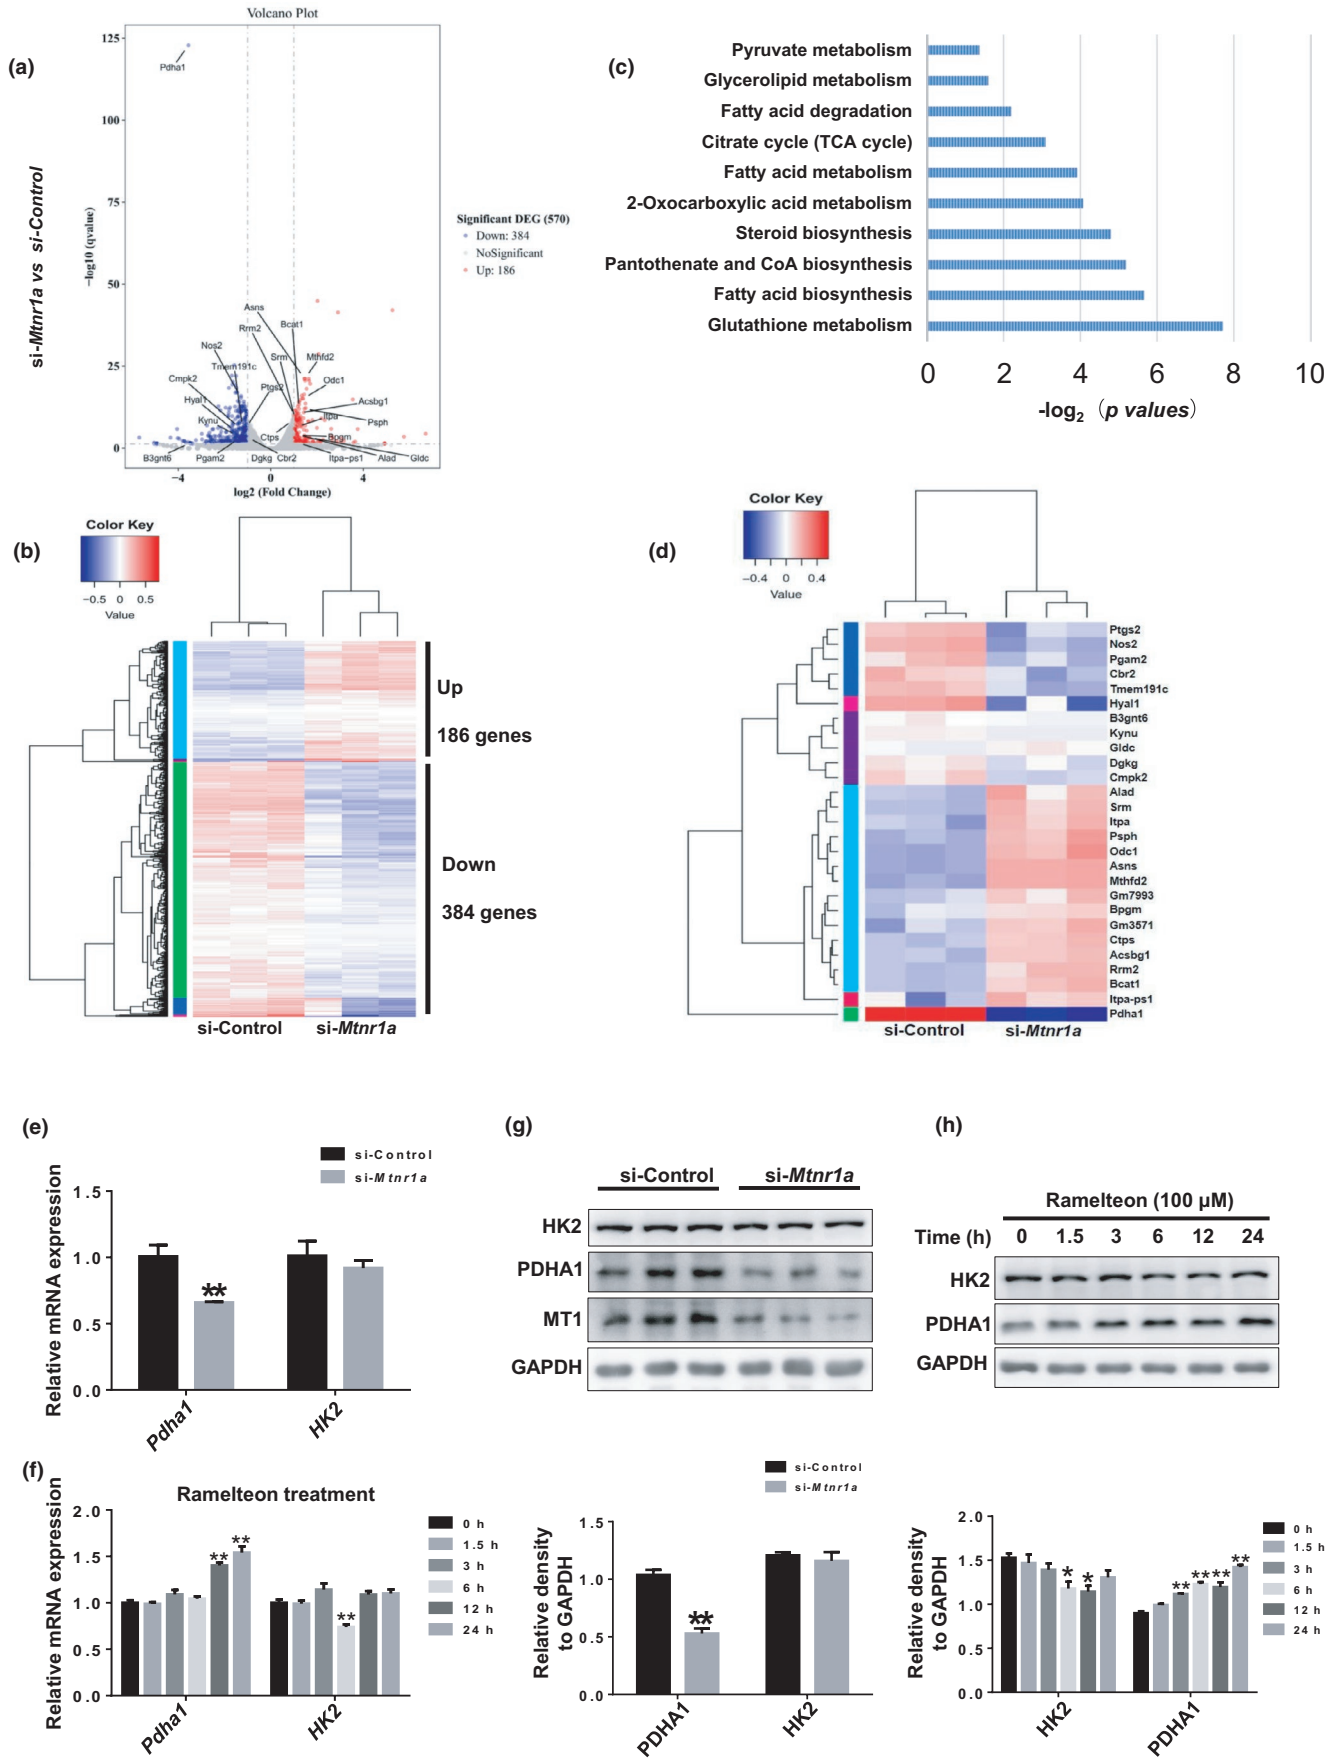 (a)
Volcano Plot
si-Mtnr1a vs si-Control
−log10 (qvalue)
125
100
75
50
25
0
Pdha1
Asns
Rrm2
Bcat1
Nos2
Srm
Mthfd2
Tmem191c
Cmpk2
Ptgs2
Odc1
Hyal1
Acsbg1
Kynu
Itpa
Psph
Ctps
Bpgm
B3gnt6
Pgam2
Dgkg
Cbr2
Itpa−ps1
Alad
Gldc
−4
0
4
log2 (Fold Change)
Significant DEG (570)
Down: 384
NoSignificant
Up: 186
(c)
Pyruvate metabolism
Glycerolipid metabolism
Fatty acid degradation
Citrate cycle (TCA cycle)
Fatty acid metabolism
2-Oxocarboxylic acid metabolism
Steroid biosynthesis
Pantothenate and CoA biosynthesis
Fatty acid biosynthesis
Glutathione metabolism
0 2 4 6 8 10
-log2 (p values)
(b)
Color Key
−0.5 0 0.5
Value
Up
186 genes
Down
384 genes
si-Control si-Mtnr1a
(d)
Color Key
−0.4 0 0.4
Value
Ptgs2
Nos2
Pgam2
Cbr2
Tmem191c
Hyal1
B3gnt6
Kynu
Gldc
Dgkg
Cmpk2
Alad
Srm
Itpa
Psph
Odc1
Asns
Mthfd2
Gm7993
Bpgm
Gm3571
Ctps
Acsbg1
Rrm2
Bcat1
Itpa-ps1
Pdha1
si-Control si-Mtnr1a
(e)
si-Control
si-Mtnr1a
Relative mRNA expression
1.5
1.0
0.5
0.0
**
Pdha1
HK2
(g)
si-Control si-Mtnr1a
HK2
PDHA1
MT1
GAPDH
(h)
Ramelteon (100 μM)
Time (h) 0 1.5 3 6 12 24
HK2
PDHA1
GAPDH
(f)
Ramelteon treatment
Relative mRNA expression
2.0
1.5
1.0
0.5
0.0
** **
**
Pdha1
HK2
0 h
1.5 h
3 h
6 h
12 h
24 h
si-Control
si-Mtnr1a
Relative density
to GAPDH
1.5
1.0
0.5
0.0
**
PDHA1
HK2
Relative density
to GAPDH
2.0
1.5
1.0
0.5
0.0
* *
** ** ** **
HK2
PDHA1
0 h
1.5 h
3 h
6 h
12 h
24 h